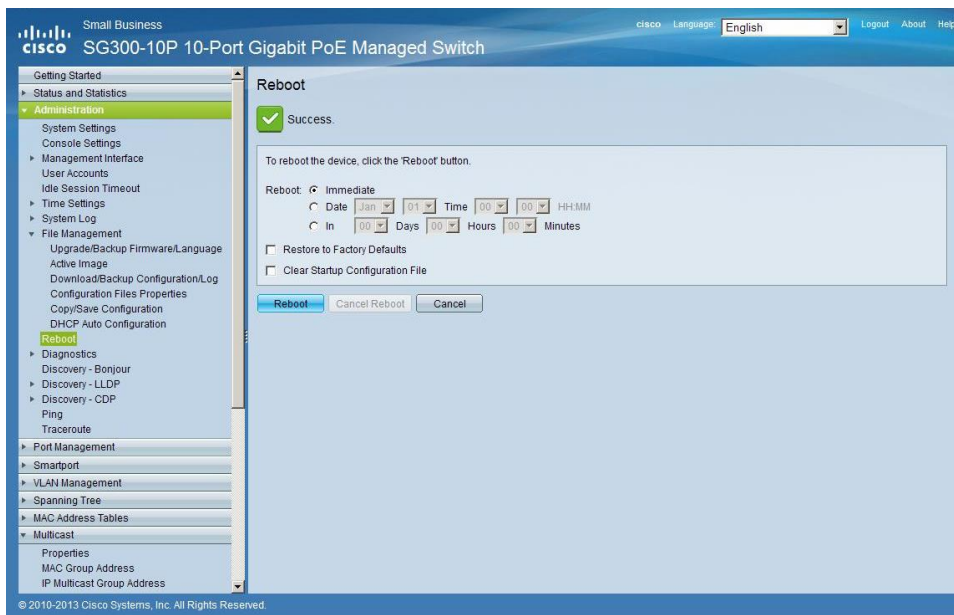 Small Business
cisco Language: English Logout About Help
cisco SG300-10P 10-Port Gigabit PoE Managed Switch
Getting Started
Status and Statistics
Administration
System Settings
Console Settings
Management Interface
User Accounts
Idle Session Timeout
Time Settings
System Log
File Management
Upgrade/Backup Firmware/Language
Active Image
Download/Backup Configuration/Log
Configuration Files Properties
Copy/Save Configuration
DHCP Auto Configuration
Reboot
Diagnostics
Discovery - Bonjour
Discovery - LLDP
Discovery - CDP
Ping
Traceroute
Port Management
Smartport
VLAN Management
Spanning Tree
MAC Address Tables
Multicast
Properties
MAC Group Address
IP Multicast Group Address
Reboot
Success.
To reboot the device, click the 'Reboot' button.
Reboot: Immediate
Date Jan 01 Time 00 00 HH:MM
In 00 Days 00 Hours 00 Minutes
Restore to Factory Defaults
Clear Startup Configuration File
Reboot Cancel Reboot Cancel
© 2010-2013 Cisco Systems, Inc. All Rights Reserved.